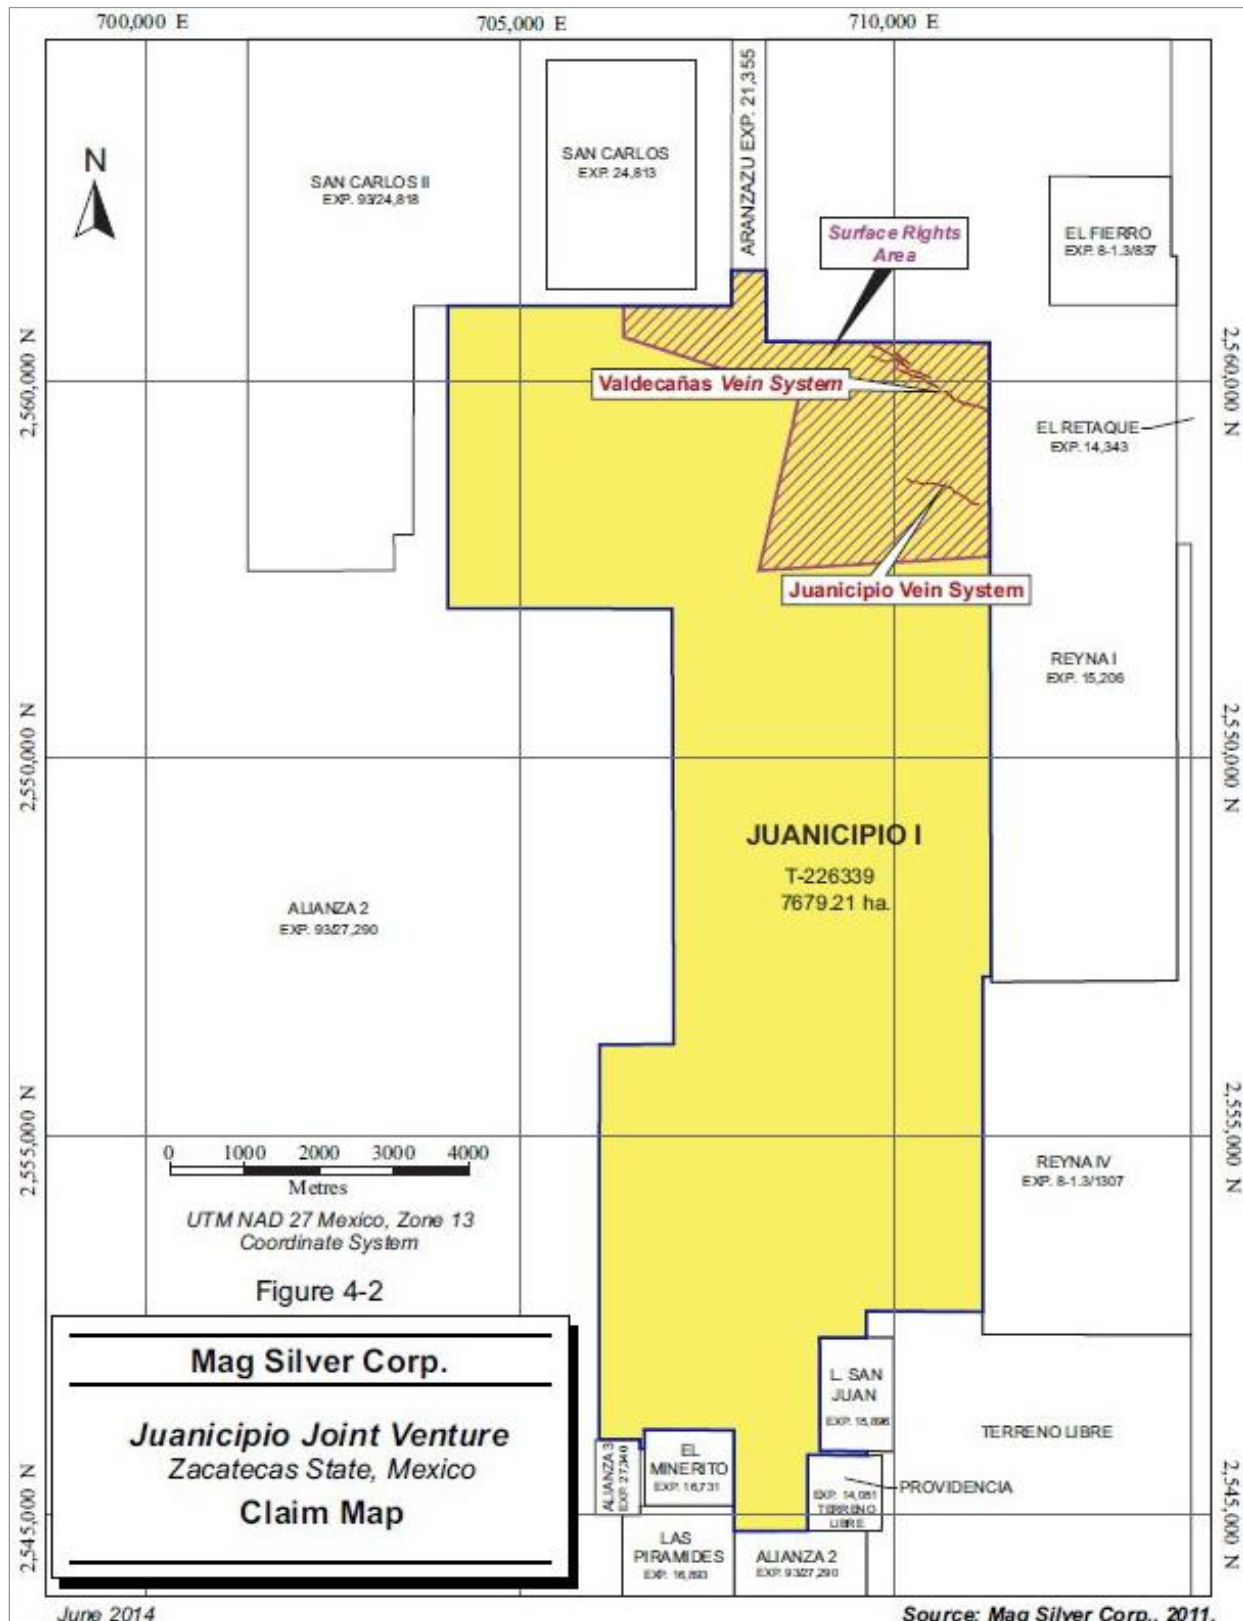 700,000 E
705,000 E
710,000 E
N
SAN CARLOS II
EXP. 93/24,818
SAN CARLOS
EXP. 24,813
ARANZAZU EXP. 21,355
Surface Rights
Area
EL FIERRO
EXP. 8-1.3/837
2,560,000 N
2,560,000 N
Valdecañas Vein System
EL RETAQUE
EXP. 14,343
Juanicipio Vein System
REYNA I
EXP. 15,206
2,550,000 N
2,550,000 N
JUANICIPIO I
T-226339
7679.21 ha.
ALIANZA 2
EXP. 93/27,290
2,555,000 N
2,555,000 N
0 1000 2000 3000 4000
Metres
UTM NAD 27 Mexico, Zone 13
Coordinate System
REYNA IV
EXP. 8-1.3/1307
Figure 4-2
Mag Silver Corp.
Juanicipio Joint Venture
Zacatecas State, Mexico
Claim Map
L. SAN
JUAN
EXP. 15,896
TERRENO LIBRE
ALIANZA 3
EXP. 27,340
EL
MINERITO
EXP. 16,731
PROVIDENCIA
EXP. 14,081
TERRENO
LIBRE
2,545,000 N
2,545,000 N
LAS
PIRAMIDES
EXP. 16,893
ALIANZA 2
EXP. 93/27,290
June 2014
Source: Mag Silver Corp., 2011.